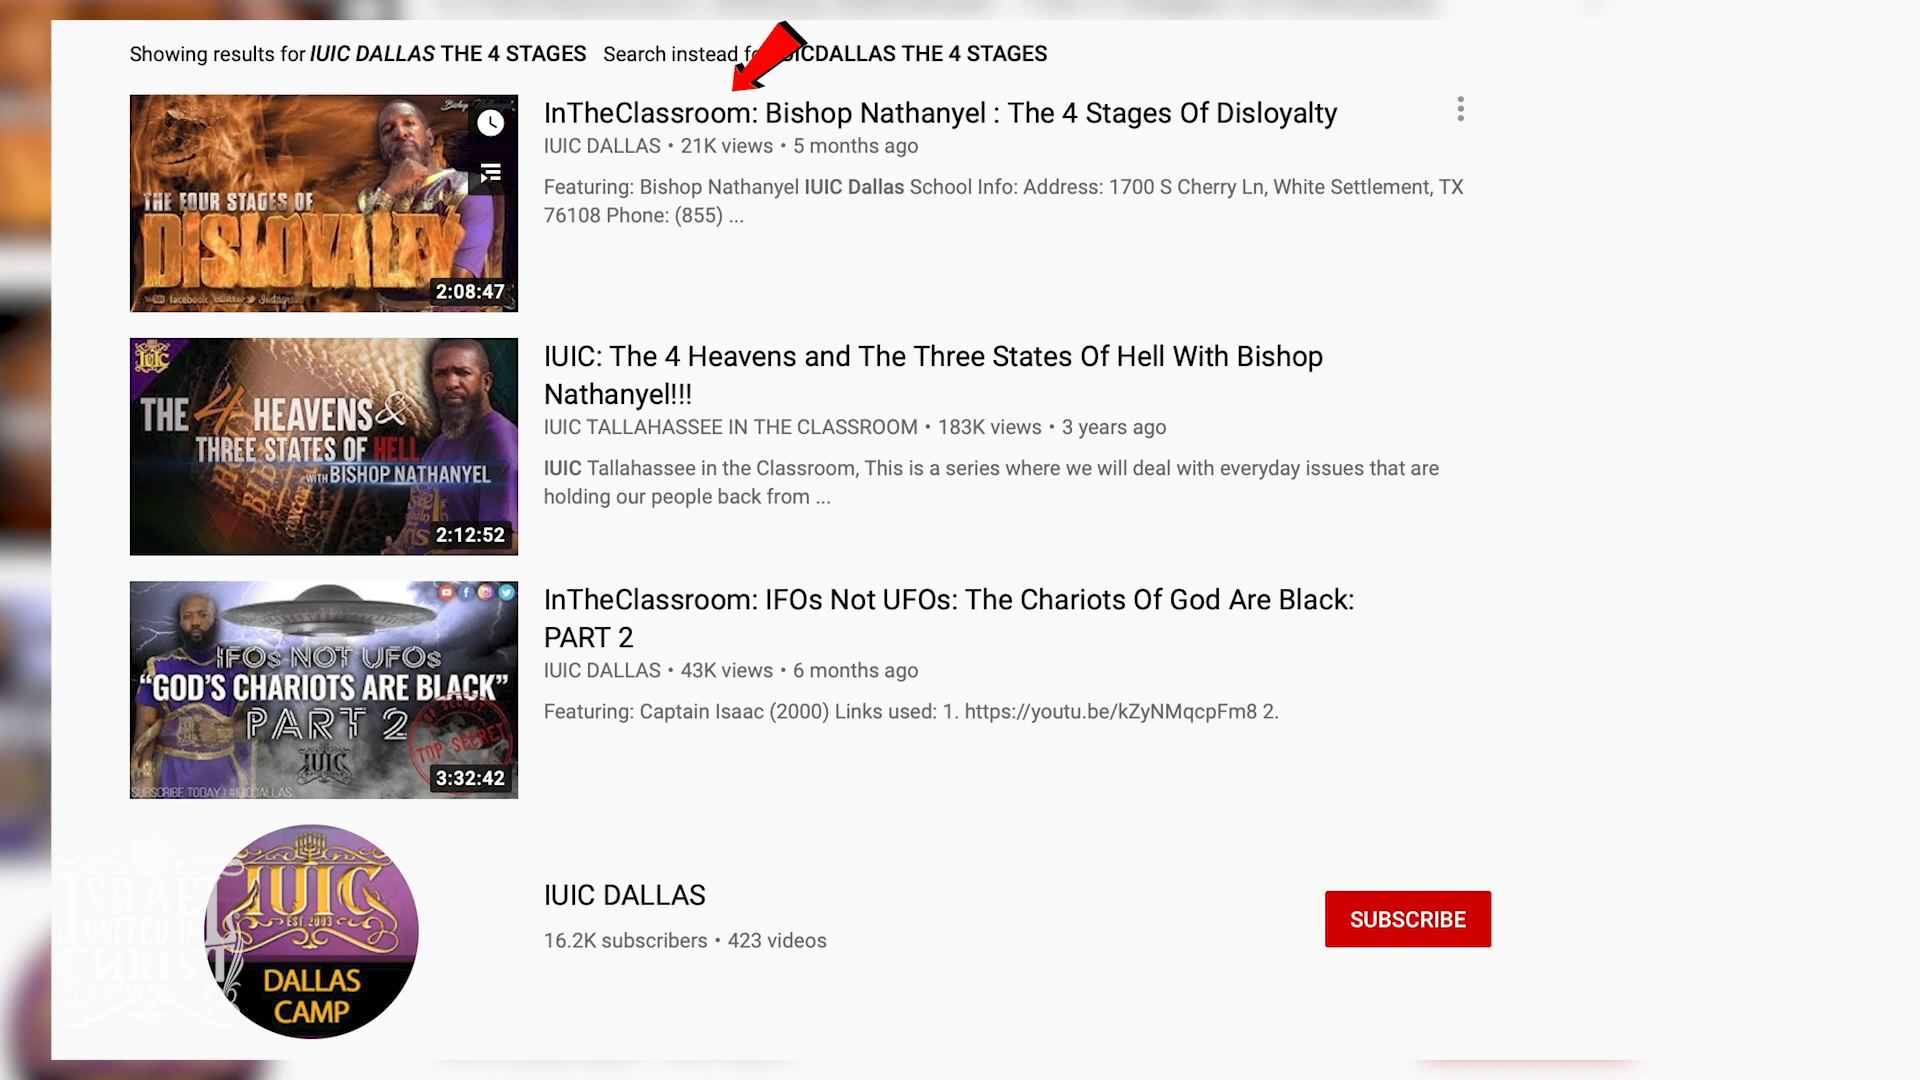 Showing results for IUIC DALLAS THE 4 STAGES Search instead DALLAS THE 4 STAGES
InTheClassroom: Bishop Nathanyel : The 4 Stages Of Disloyalty
IUIC DALLAS • 21K views • 5 months ago
Featuring: Bishop Nathanyel IUIC Dallas School Info: Address: 1700 S Cherry Ln, White Settlement, TX
76108 Phone: (855) ...
THE FOUR STAGES OF
DISLOYALTY
2:08:47
IUIC: The 4 Heavens and The Three States Of Hell With Bishop
Nathanyel!!!
IUIC TALLAHASSEE IN THE CLASSROOM • 183K views • 3 years ago
IUIC Tallahassee in the Classroom, This is a series where we will deal with everyday issues that are
holding our people back from ...
IUIC
THE 4 HEAVENS &
THREE STATES OF HELL
WITH BISHOP NATHANYEL
2:12:52
InTheClassroom: IFOs Not UFOs: The Chariots Of God Are Black:
PART 2
IUIC DALLAS • 43K views • 6 months ago
Featuring: Captain Isaac (2000) Links used: 1. https://youtu.be/kZyNMqcpFm8 2.
IFOs NOT UFOs
"GOD'S CHARIOTS ARE BLACK"
PART 2
TOP SECRET
IUIC
3:32:42
SUBSCRIBE TODAY | #IUICDALLAS
ISRAEL
UNITED IN
CHRIST
IUIC
EST. 2003
DALLAS
CAMP
IUIC DALLAS
16.2K subscribers • 423 videos
SUBSCRIBE